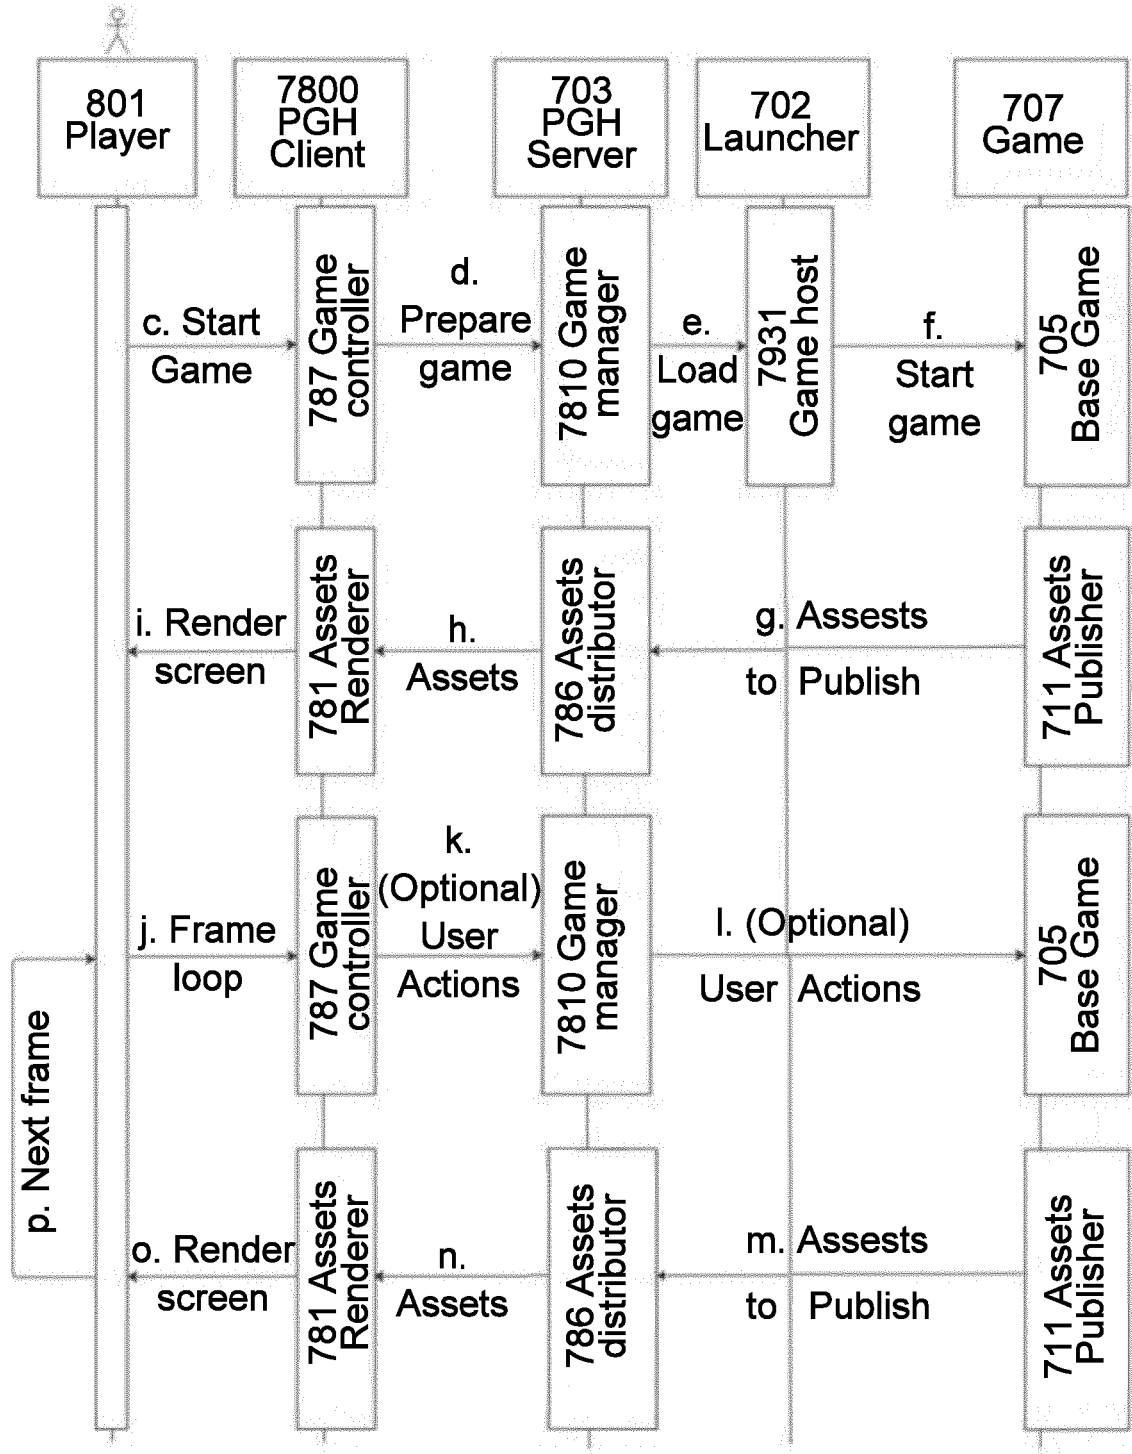 801
Player
7800
PGH
Client
703
PGH
Server
702
Launcher
707
Game
c. Start
Game
787 Game
controller
d.
Prepare
game
7810 Game
manager
e.
Load
game
7931
Game host
f.
Start
game
705
Base Game
i. Render
screen
781 Assets
Renderer
h.
Assets
786 Assets
distributor
g. Assests
to Publish
711 Assets
Publisher
j. Frame
loop
787 Game
controller
k.
(Optional)
User
Actions
7810 Game
manager
l. (Optional)
User Actions
705
Base Game
p. Next frame
o. Render
screen
781 Assets
Renderer
n.
Assets
786 Assets
distributor
m. Assests
to Publish
711 Assets
Publisher